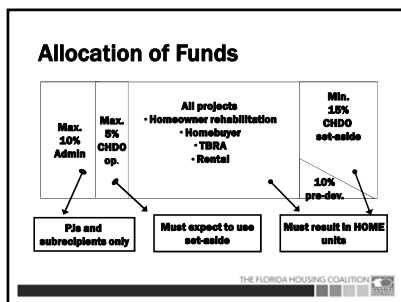 Allocation of Funds
Max.
10%
Admin
Max.
5%
CHDO
op.
All projects
• Homeowner rehabilitation
• Homebuyer
• TBRA
• Rental
Min.
15%
CHDO
set-aside
10%
pre-dev.
PJs and
subrecipients only
Must expect to use
set-aside
Must result in HOME
units
THE FLORIDA HOUSING COALITION